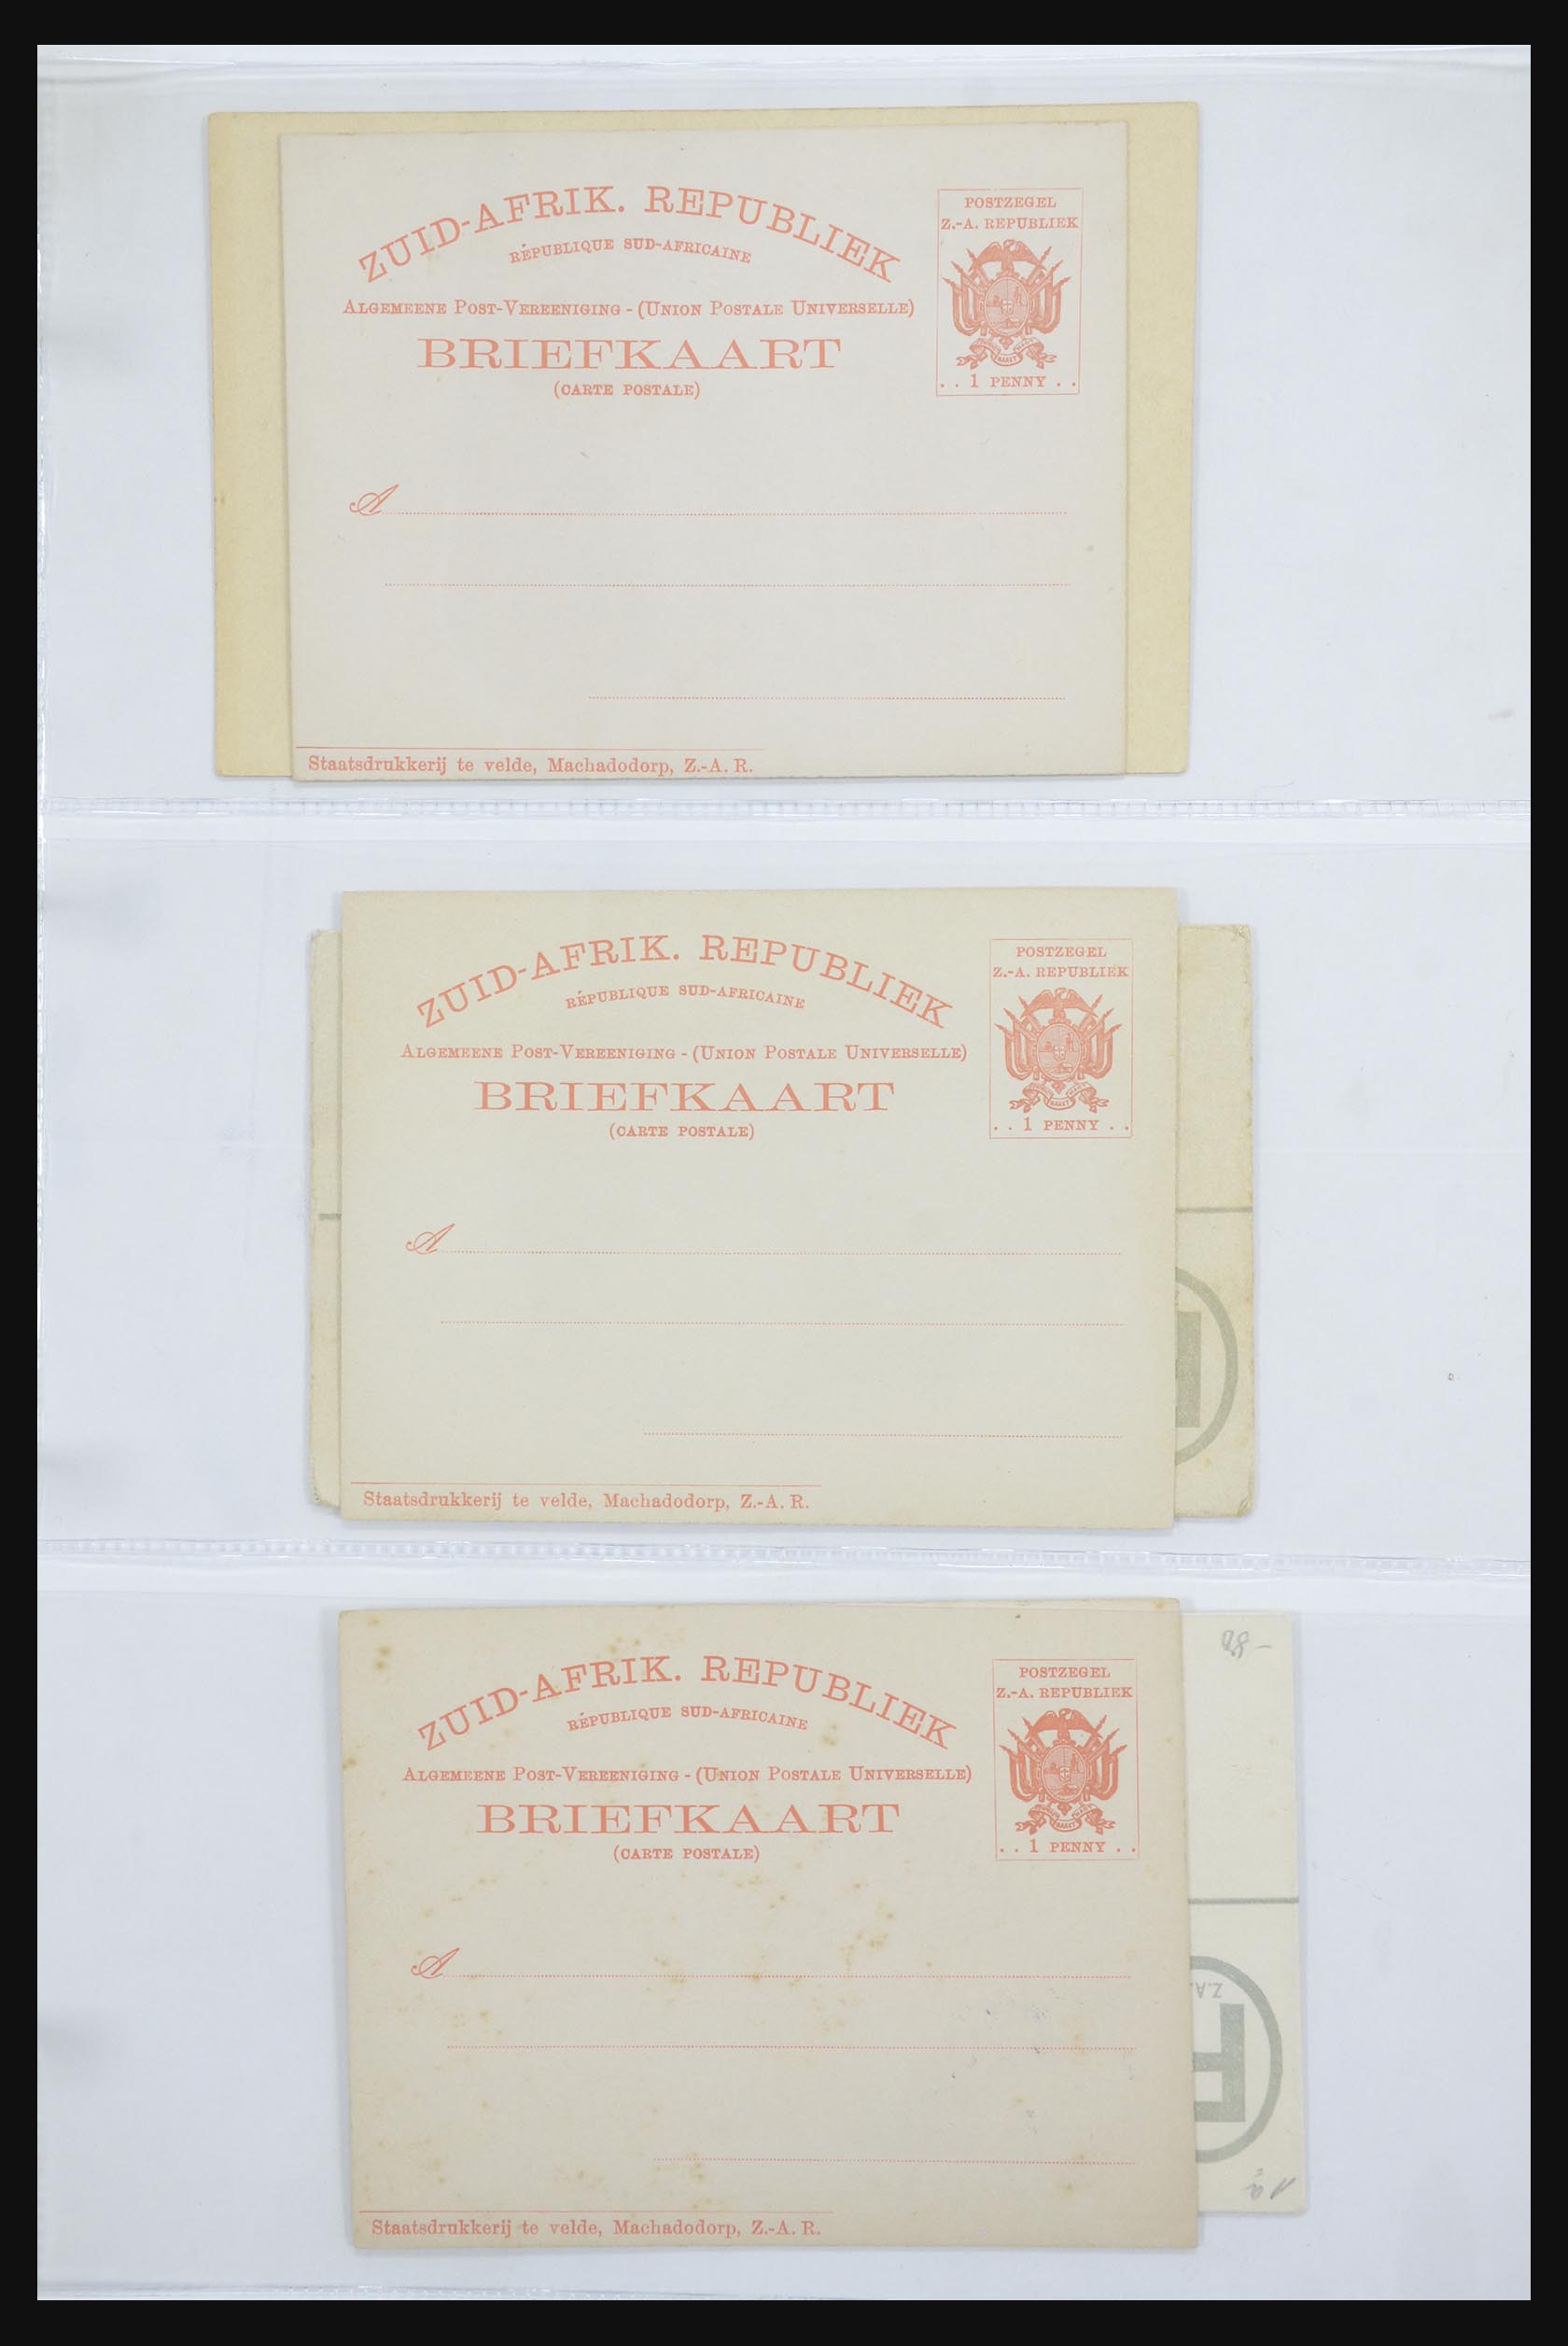 ZUID-AFRIK. REPUBLIEK
RÉPUBLIQUE SUD-AFRICAINE
ALGEMEENE POST-VEREENIGING - (UNION POSTALE UNIVERSELLE)
BRIEFKAART
(CARTE POSTALE)
POSTZEGEL
Z.-A. REPUBLIEK
. . 1 PENNY . .
A
Staatsdrukkerij te velde, Machadodorp, Z.-A. R.
ZUID-AFRIK. REPUBLIEK
RÉPUBLIQUE SUD-AFRICAINE
ALGEMEENE POST-VEREENIGING - (UNION POSTALE UNIVERSELLE)
BRIEFKAART
(CARTE POSTALE)
POSTZEGEL
Z.-A. REPUBLIEK
. . 1 PENNY . .
A
Staatsdrukkerij te velde, Machadodorp, Z.-A. R.
ZUID-AFRIK. REPUBLIEK
RÉPUBLIQUE SUD-AFRICAINE
ALGEMEENE POST-VEREENIGING - (UNION POSTALE UNIVERSELLE)
BRIEFKAART
(CARTE POSTALE)
POSTZEGEL
Z.-A. REPUBLIEK
. . 1 PENNY . .
A
Staatsdrukkerij te velde, Machadodorp, Z.-A. R.